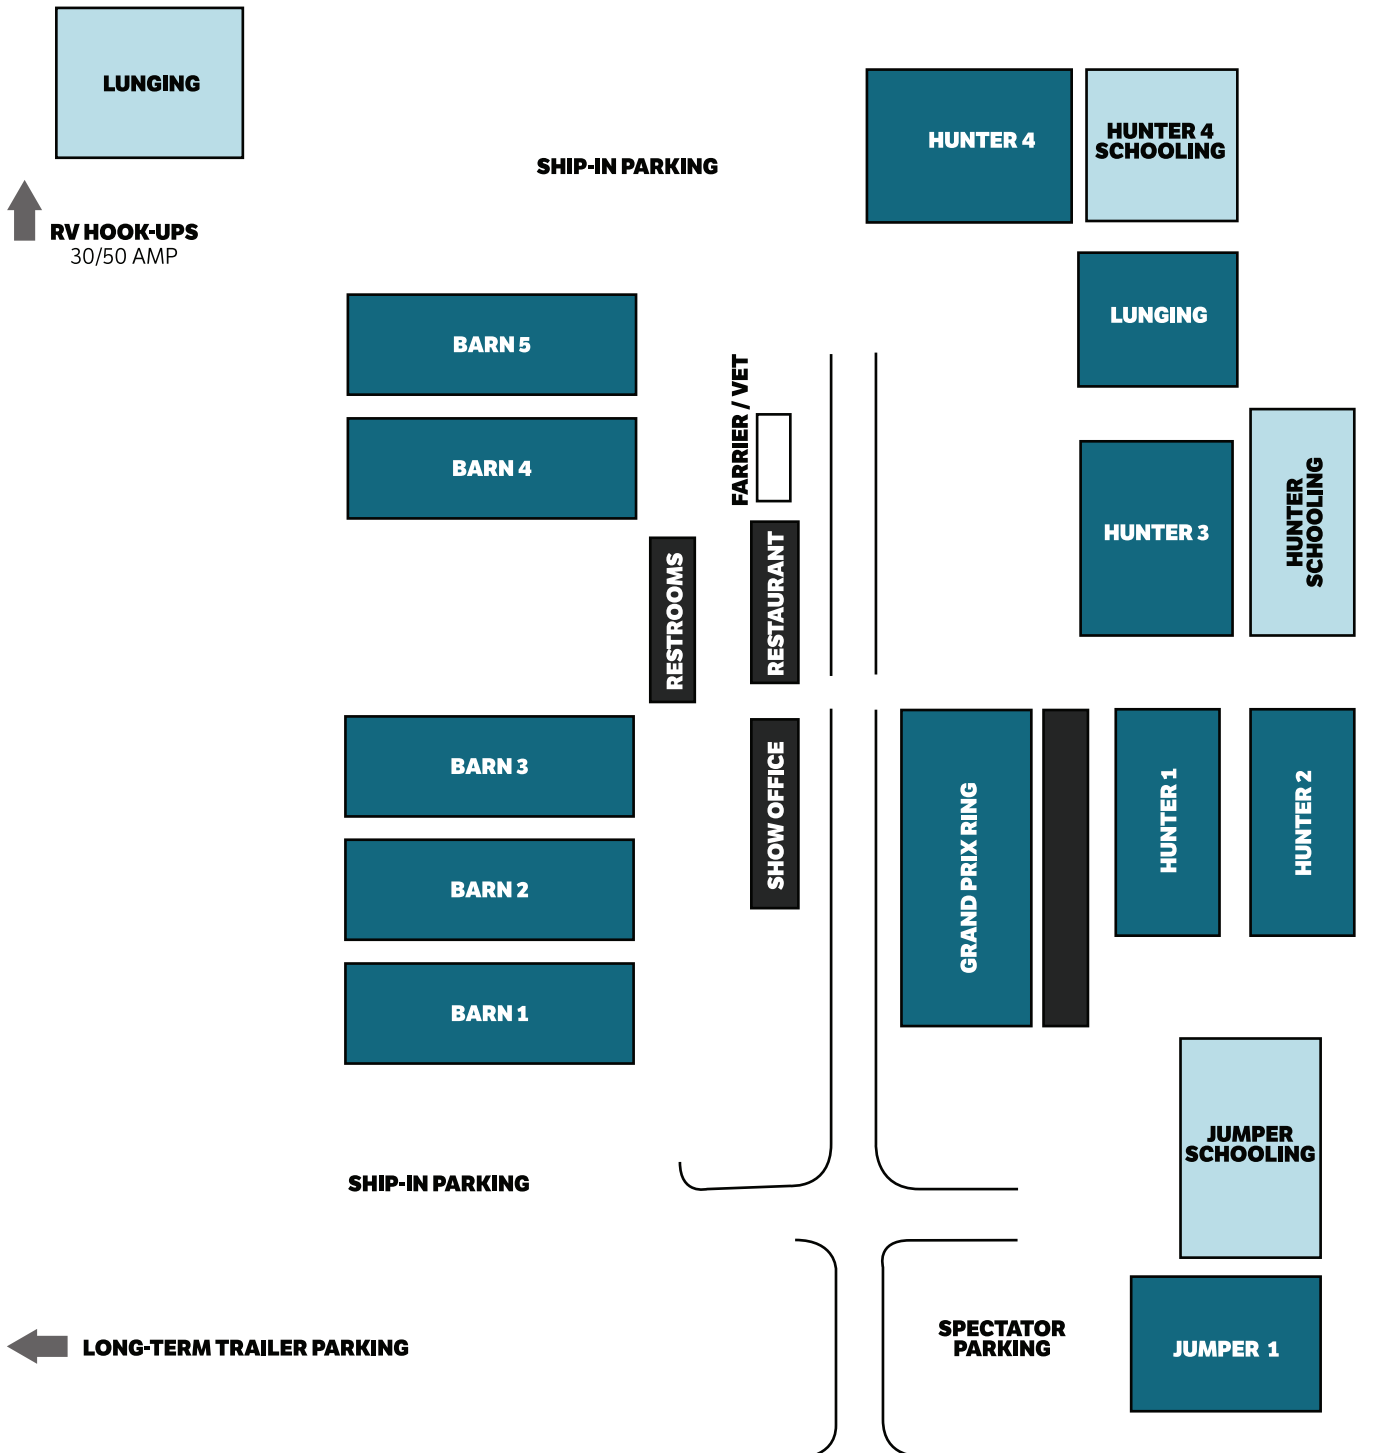 LUNGING
HUNTER 4
HUNTER 4
SCHOOLING
SHIP-IN PARKING
RV HOOK-UPS
30/50 AMP
LUNGING
BARN 5
FARRIER / VET
BARN 4
HUNTER 3
HUNTER
SCHOOLING
RESTROOMS
RESTAURANT
BARN 3
SHOW OFFICE
GRAND PRIX RING
HUNTER 1
HUNTER 2
BARN 2
BARN 1
JUMPER
SCHOOLING
SHIP-IN PARKING
SPECTATOR
PARKING
LONG-TERM TRAILER PARKING
JUMPER 1